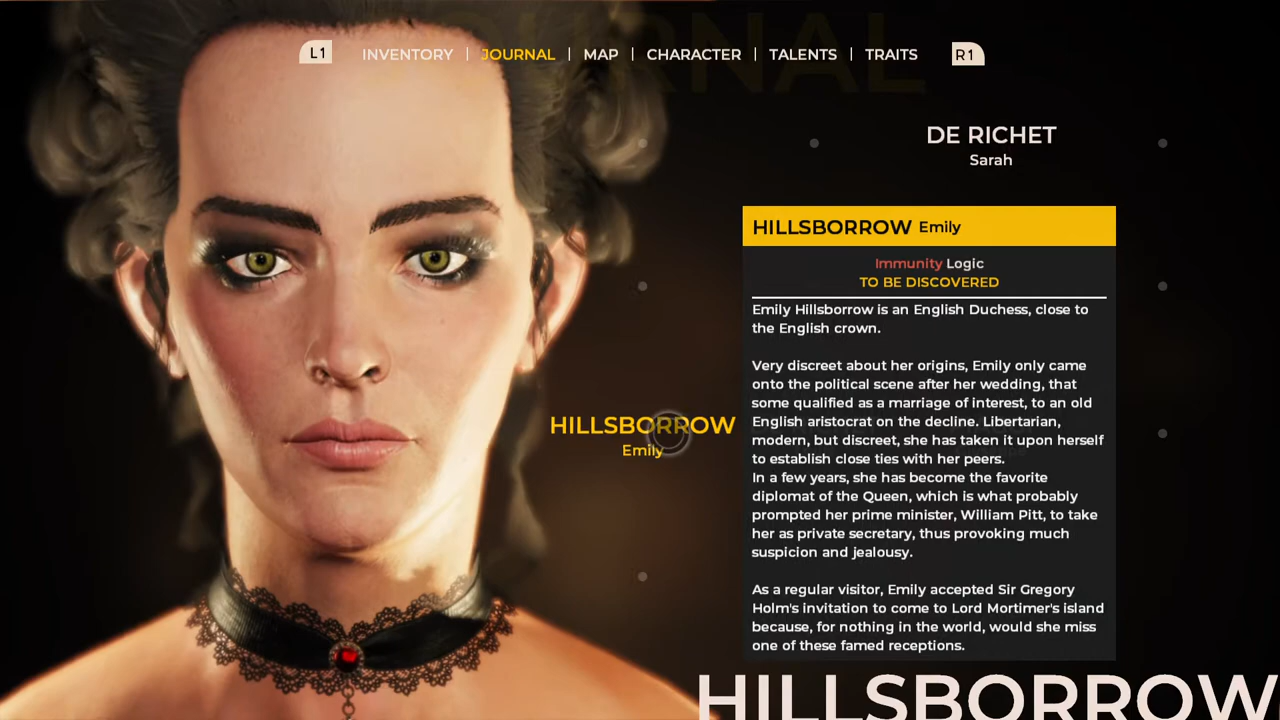 JOURNAL
L1 INVENTORY | JOURNAL | MAP | CHARACTER | TALENTS | TRAITS R1
DE RICHET
Sarah
HILLSBORROW Emily
Immunity Logic
TO BE DISCOVERED
Emily Hillsborrow is an English Duchess, close to
the English crown.
Very discreet about her origins, Emily only came
onto the political scene after her wedding, that
some qualified as a marriage of interest, to an old
English aristocrat on the decline. Libertarian,
modern, but discreet, she has taken it upon herself
to establish close ties with her peers.
In a few years, she has become the favorite
diplomat of the Queen, which is what probably
prompted her prime minister, William Pitt, to take
her as private secretary, thus provoking much
suspicion and jealousy.
As a regular visitor, Emily accepted Sir Gregory
Holm's invitation to come to Lord Mortimer's island
because, for nothing in the world, would she miss
one of these famed receptions.
HILLSBORROW
Emily
HILLSBORROW